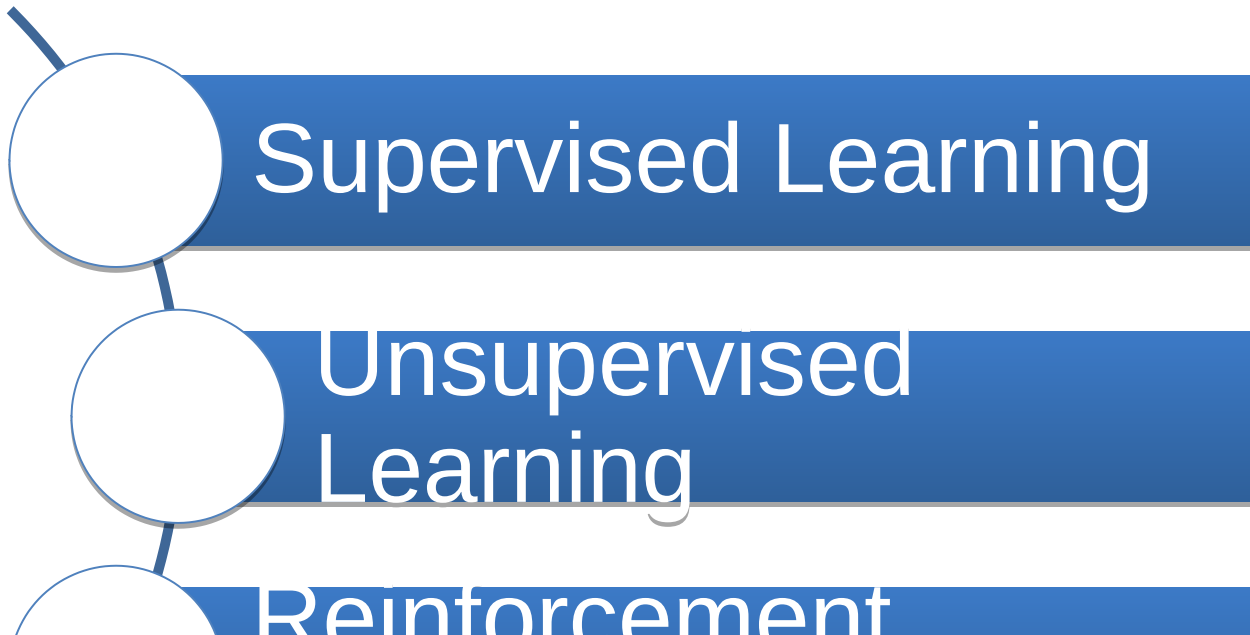 Supervised Learning
Unsupervised
Learning
Reinforcement